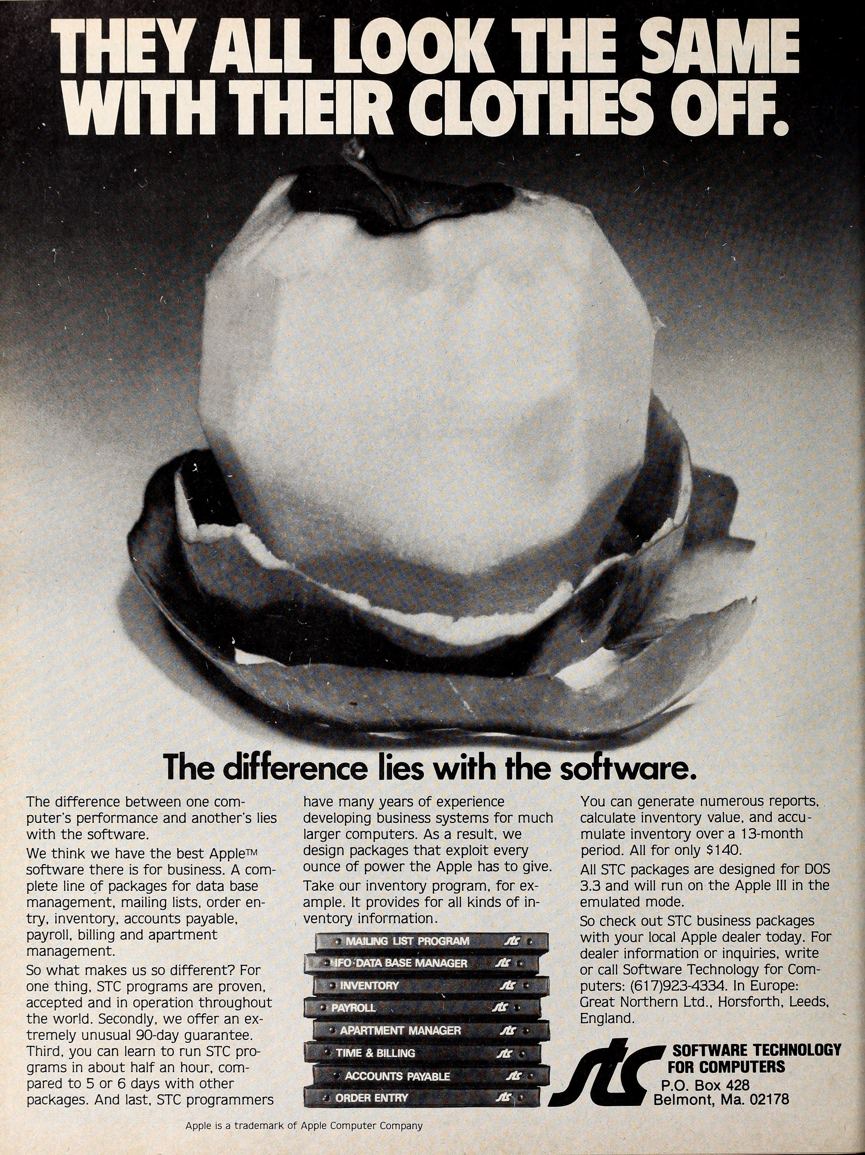 THEY ALL LOOK THE SAME
WITH THEIR CLOTHES OFF.
The difference lies with the software.
The difference between one com-
puter's performance and another's lies
with the software.
We think we have the best Apple™
software there is for business. A com-
plete line of packages for data base
management, mailing lists, order en-
try, inventory, accounts payable,
payroll, billing and apartment
management.
So what makes us so different? For
one thing, STC programs are proven,
accepted and in operation throughout
the world. Secondly, we offer an ex-
tremely unusual 90-day guarantee.
Third, you can learn to run STC pro-
grams in about half an hour, com-
pared to 5 or 6 days with other
packages. And last, STC programmers
have many years of experience
developing business systems for much
larger computers. As a result, we
design packages that exploit every
ounce of power the Apple has to give.
Take our inventory program, for ex-
ample. It provides for all kinds of in-
ventory information.
MAILING LIST PROGRAM stc
IFO·DATA BASE MANAGER stc
INVENTORY stc
PAYROLL stc
APARTMENT MANAGER stc
TIME & BILLING stc
ACCOUNTS PAYABLE stc
ORDER ENTRY stc
You can generate numerous reports,
calculate inventory value, and accu-
mulate inventory over a 13-month
period. All for only $140.
All STC packages are designed for DOS
3.3 and will run on the Apple III in the
emulated mode.
So check out STC business packages
with your local Apple dealer today. For
dealer information or inquiries, write
or call Software Technology for Com-
puters: (617)923-4334. In Europe:
Great Northern Ltd., Horsforth, Leeds,
England.
stc
SOFTWARE TECHNOLOGY
FOR COMPUTERS
P.O. Box 428
Belmont, Ma. 02178
Apple is a trademark of Apple Computer Company